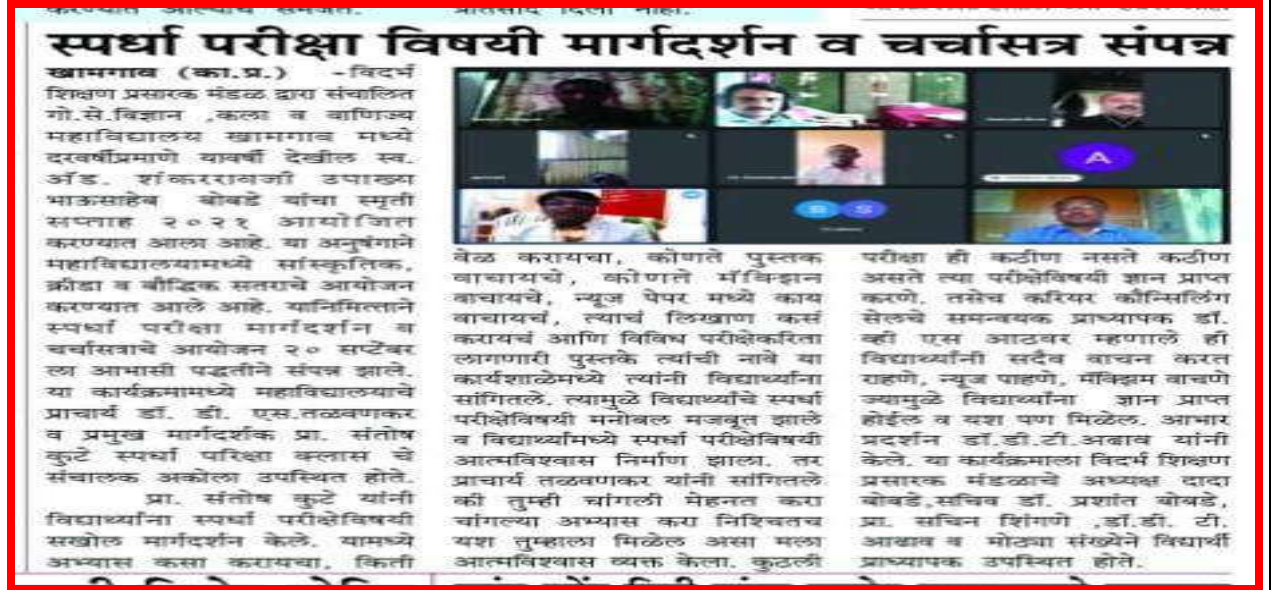 स्पर्धा परीक्षा विषयी मार्गदर्शन व चर्चासत्र संपन्न
खामगाव (का.प्र.) -विदर्भ
शिक्षण प्रसारक मंडळ द्वारा संचालित
गो.से.विज्ञान ,कला व वाणिज्य
महाविद्यालय खामगाव मध्ये
दरवर्षीप्रमाणे यावर्षी देखील स्व.
ॲड. शंकररावजी उपाख्य
भाऊसाहेब बोबडे यांचा स्मृती
सप्ताह २०२१ आयोजित
करण्यात आला आहे. या अनुषंगाने
महाविद्यालयामध्ये सांस्कृतिक,
क्रीडा व बौद्धिक सतराचे आयोजन
करण्यात आले आहे. यानिमित्ताने
स्पर्धा परीक्षा मार्गदर्शन व
चर्चासत्राचे आयोजन २० सप्टेंबर
ला आभासी पद्धतीने संपन्न झाले.
या कार्यक्रमामध्ये महाविद्यालयाचे
प्राचार्य डॉ. डी. एस.तळवणकर
व प्रमुख मार्गदर्शक प्रा. संतोष
कुटे स्पर्धा परिक्षा क्लास चे
संचालक अकोला उपस्थित होते.
प्रा. संतोष कुटे यांनी
विद्यार्थ्यांना स्पर्धा परीक्षेविषयी
सखोल मार्गदर्शन केले. यामध्ये
अभ्यास कसा करायचा, किती
वेळ करायचा, कोणते पुस्तक
वाचायचे, कोणते मॅक्झिन
वाचायचे, न्यूज पेपर मध्ये काय
वाचायचं, त्याचं लिखाण कसं
करायचं आणि विविध परीक्षेकरिता
लागणारी पुस्तके त्यांची नावे या
कार्यशाळेमध्ये त्यांनी विद्यार्थ्यांना
सांगितले. त्यामुळे विद्यार्थ्यांचे स्पर्धा
परीक्षेविषयी मनोबल मजबूत झाले
व विद्यार्थ्यांमध्ये स्पर्धा परीक्षेविषयी
आत्मविश्वास निर्माण झाला. तर
प्राचार्य तळवणकर यांनी सांगितले
की तुम्ही चांगली मेहनत करा
चांगल्या अभ्यास करा निश्चितच
यश तुम्हाला मिळेल असा मला
आत्मविश्वास व्यक्त केला. कुठली
परीक्षा ही कठीण नसते कठीण
असते त्या परीक्षेविषयी ज्ञान प्राप्त
करणे. तसेच करियर कौन्सिलिंग
सेलचे समन्वयक प्राध्यापक डॉ.
व्ही एस आठवर म्हणाले ही
विद्यार्थ्यांनी सदैव वाचन करत
राहणे, न्यूज पाहणे, मॅक्झिम वाचणे
ज्यामुळे विद्यार्थ्यांना ज्ञान प्राप्त
होईल व यश पण मिळेल. आभार
प्रदर्शन डॉ.डी.टी.अढाव यांनी
केले. या कार्यक्रमाला विदर्भ शिक्षण
प्रसारक मंडळाचे अध्यक्ष दादा
बोबडे,सचिव डॉ. प्रशांत बोबडे,
प्रा. सचिन शिंगणे ,डॉ.डी. टी.
आढाव व मोठ्या संख्येने विद्यार्थी
प्राध्यापक उपस्थित होते.
A